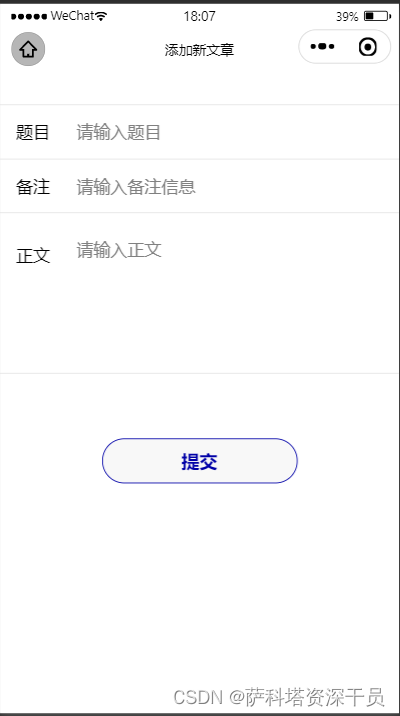 WeChat 18:07 39%
添加新文章
题目 请输入题目
备注 请输入备注信息
正文 请输入正文
提交
CSDN @萨科塔资深干员